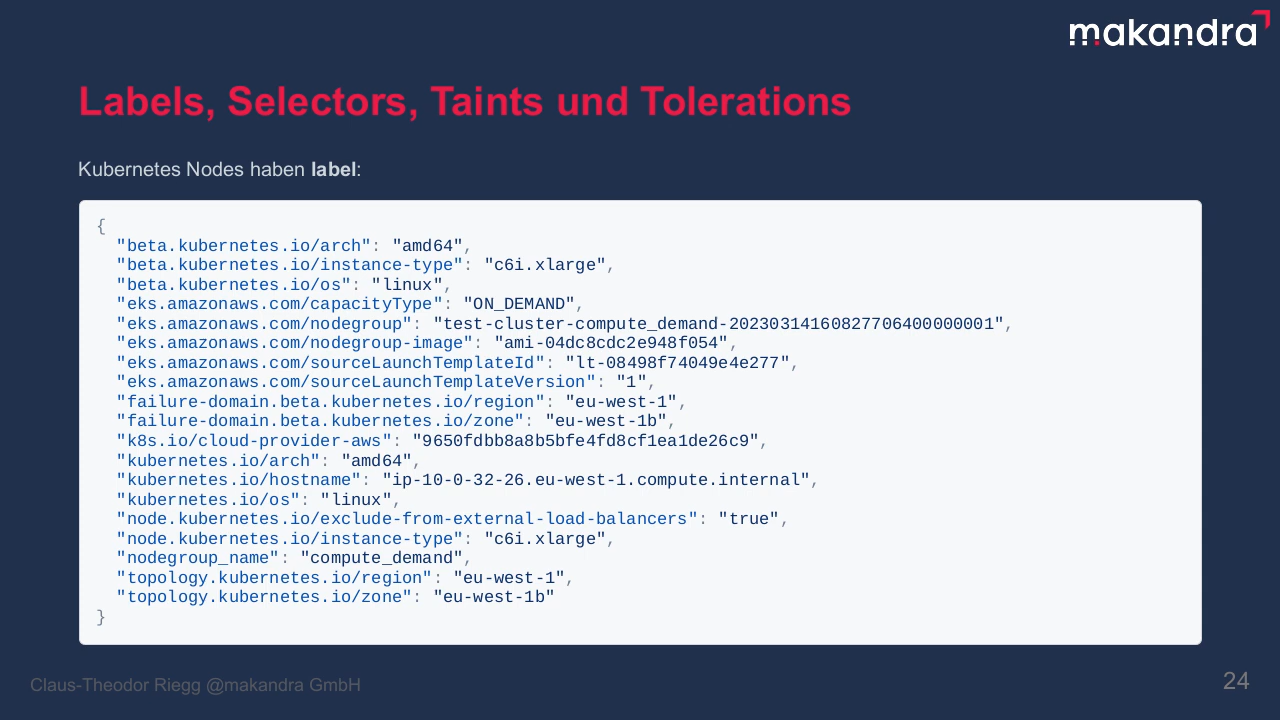 makandra
Labels, Selectors, Taints und Tolerations
Kubernetes Nodes haben label:
{
  "beta.kubernetes.io/arch": "amd64",
  "beta.kubernetes.io/instance-type": "c6i.xlarge",
  "beta.kubernetes.io/os": "linux",
  "eks.amazonaws.com/capacityType": "ON_DEMAND",
  "eks.amazonaws.com/nodegroup": "test-cluster-compute_demand-20230314160827706400000001",
  "eks.amazonaws.com/nodegroup-image": "ami-04dc8cdc2e948f054",
  "eks.amazonaws.com/sourceLaunchTemplateId": "lt-08498f74049e4e277",
  "eks.amazonaws.com/sourceLaunchTemplateVersion": "1",
  "failure-domain.beta.kubernetes.io/region": "eu-west-1",
  "failure-domain.beta.kubernetes.io/zone": "eu-west-1b",
  "k8s.io/cloud-provider-aws": "9650fdbb8a8b5bfe4fd8cf1ea1de26c9",
  "kubernetes.io/arch": "amd64",
  "kubernetes.io/hostname": "ip-10-0-32-26.eu-west-1.compute.internal",
  "kubernetes.io/os": "linux",
  "node.kubernetes.io/exclude-from-external-load-balancers": "true",
  "node.kubernetes.io/instance-type": "c6i.xlarge",
  "nodegroup_name": "compute_demand",
  "topology.kubernetes.io/region": "eu-west-1",
  "topology.kubernetes.io/zone": "eu-west-1b"
}
Claus-Theodor Riegg @makandra GmbH
24